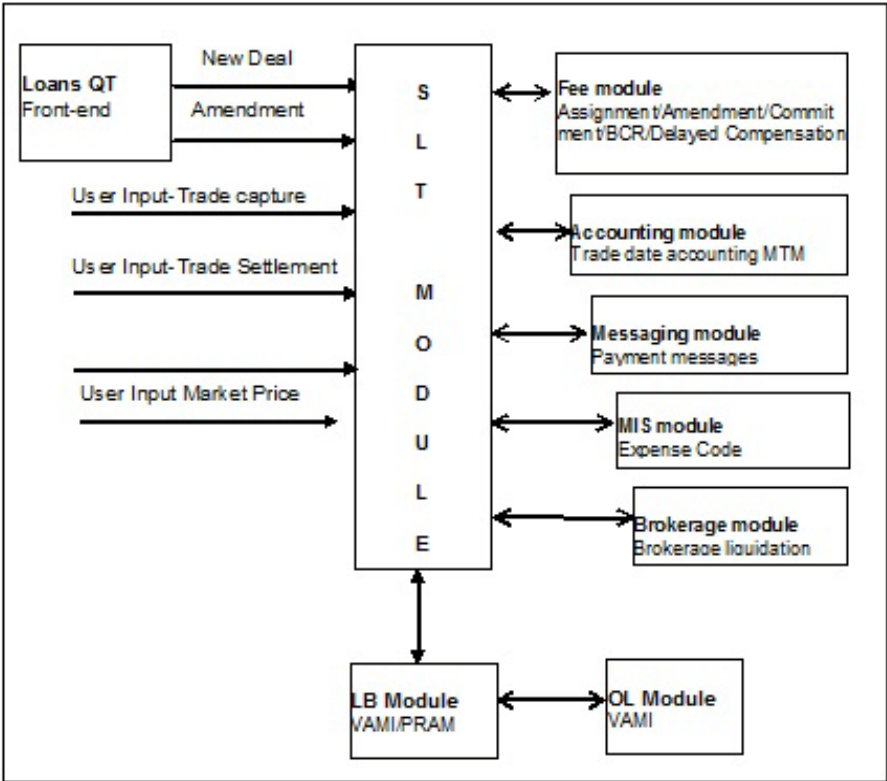 New Deal
Loans QT
Front-end
Amendment
User Input-Trade capture
User Input-Trade Settlement
User Input Market Price
S
L
T
M
O
D
U
L
E
Fee module
Assignment/Amendment/Commit
ment/BCR/Delayed Compensation
Accounting module
Trade date accounting MTM
Messaging module
Payment messages
MIS module
Expense Code
Brokerage module
Brokerage liquidation
LB Module
VAMI/PRAM
OL Module
VAMI